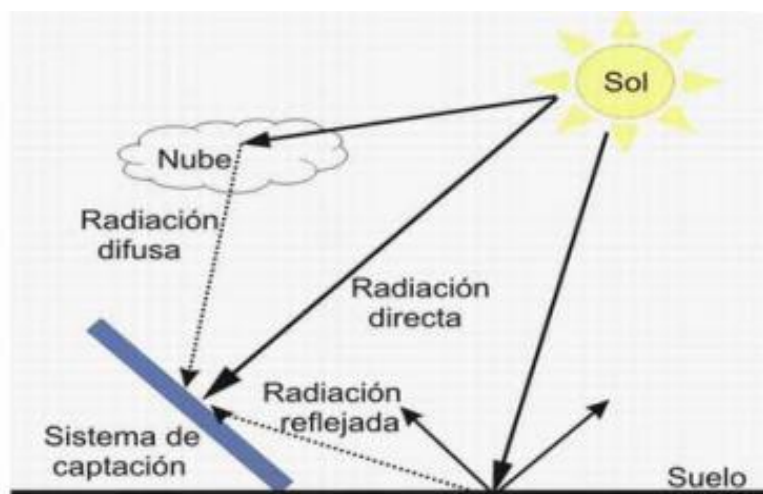 Sol
Nube
Radiación
difusa
Radiación
directa
Radiación
reflejada
Sistema de
captación
Suelo